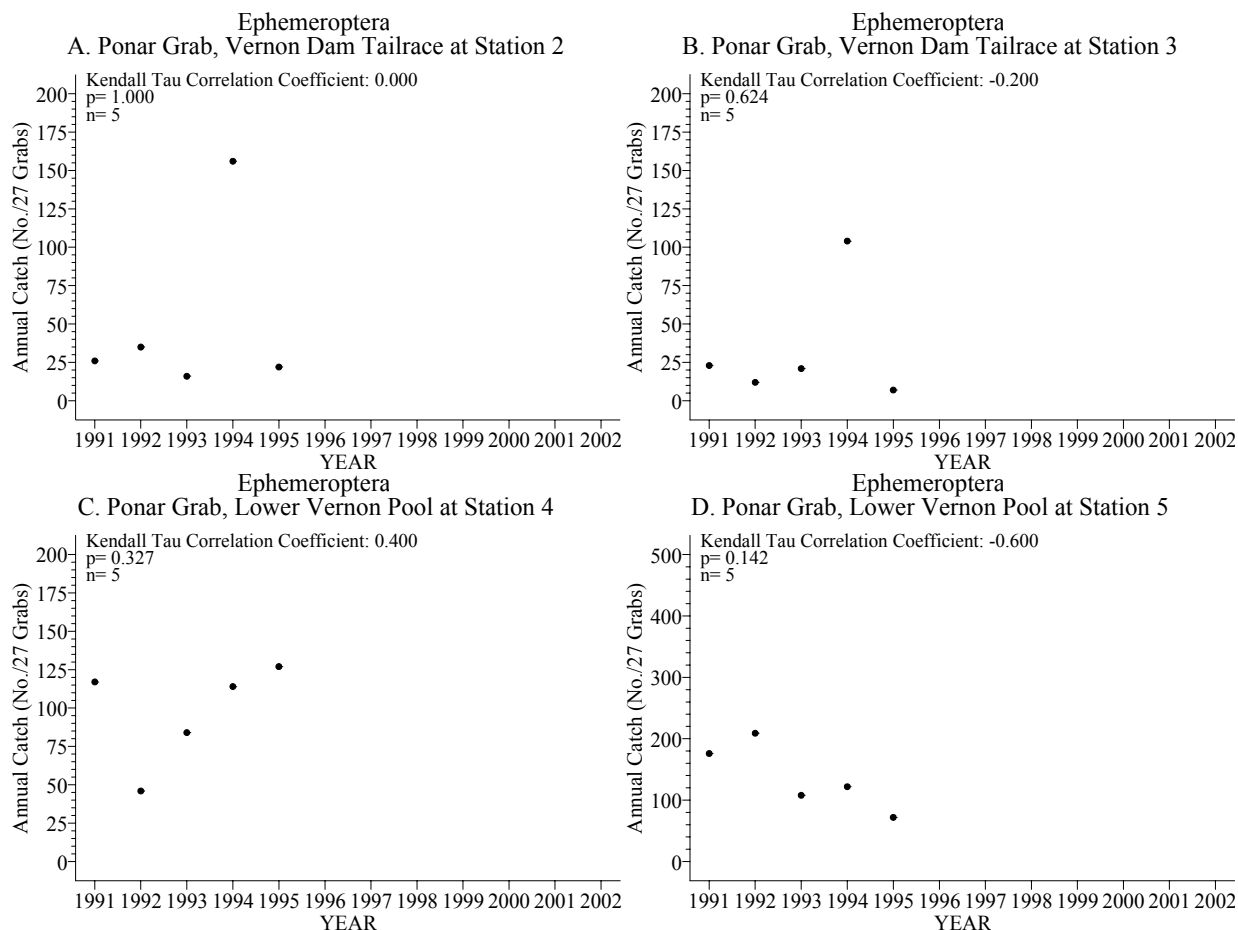 Ephemeroptera
A. Ponar Grab, Vernon Dam Tailrace at Station 2
Kendall Tau Correlation Coefficient: 0.000
p= 1.000
n= 5
Annual Catch (No./27 Grabs)
200
175
150
125
100
75
50
25
0
1991 1992 1993 1994 1995 1996 1997 1998 1999 2000 2001 2002
YEAR
Ephemeroptera
B. Ponar Grab, Vernon Dam Tailrace at Station 3
Kendall Tau Correlation Coefficient: -0.200
p= 0.624
n= 5
Annual Catch (No./27 Grabs)
200
175
150
125
100
75
50
25
0
1991 1992 1993 1994 1995 1996 1997 1998 1999 2000 2001 2002
YEAR
Ephemeroptera
C. Ponar Grab, Lower Vernon Pool at Station 4
Kendall Tau Correlation Coefficient: 0.400
p= 0.327
n= 5
Annual Catch (No./27 Grabs)
200
175
150
125
100
75
50
25
0
1991 1992 1993 1994 1995 1996 1997 1998 1999 2000 2001 2002
YEAR
Ephemeroptera
D. Ponar Grab, Lower Vernon Pool at Station 5
Kendall Tau Correlation Coefficient: -0.600
p= 0.142
n= 5
Annual Catch (No./27 Grabs)
500
400
300
200
100
0
1991 1992 1993 1994 1995 1996 1997 1998 1999 2000 2001 2002
YEAR